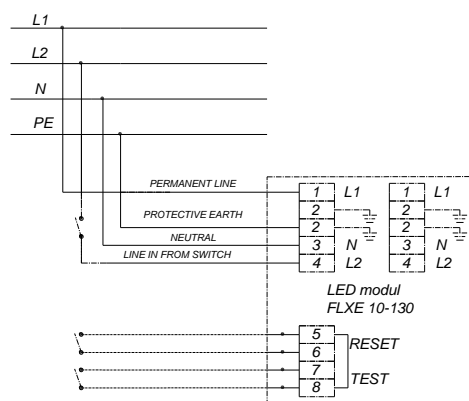 L1
L2
N
PE
PERMANENT LINE
PROTECTIVE EARTH
NEUTRAL
LINE IN FROM SWITCH
1 L1 1 L1
2 2
2 2
3 N 3 N
4 L2 4 L2
LED modul
FLXE 10-130
5
6 RESET
7
8 TEST